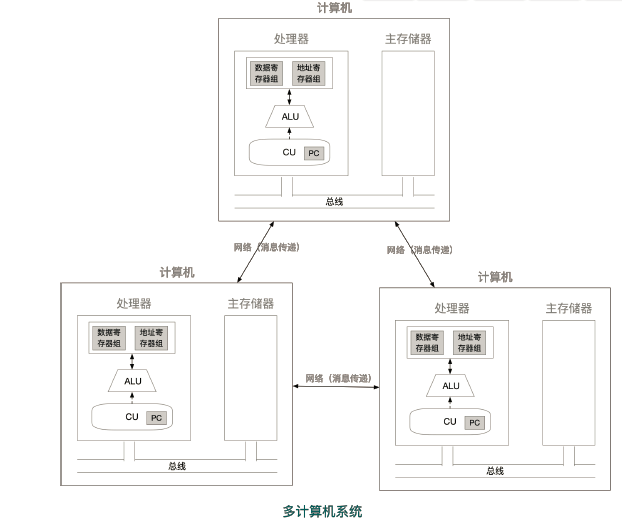 计算机
处理器
主存储器
数据寄
存器组
地址寄
存器组
ALU
CU
PC
总线
网络（消息传递）
网络（消息传递）
计算机
处理器
主存储器
数据寄
存器组
地址寄
存器组
ALU
CU
PC
总线
网络（消息传递）
计算机
处理器
主存储器
数据寄
存器组
地址寄
存器组
ALU
CU
PC
总线
多计算机系统